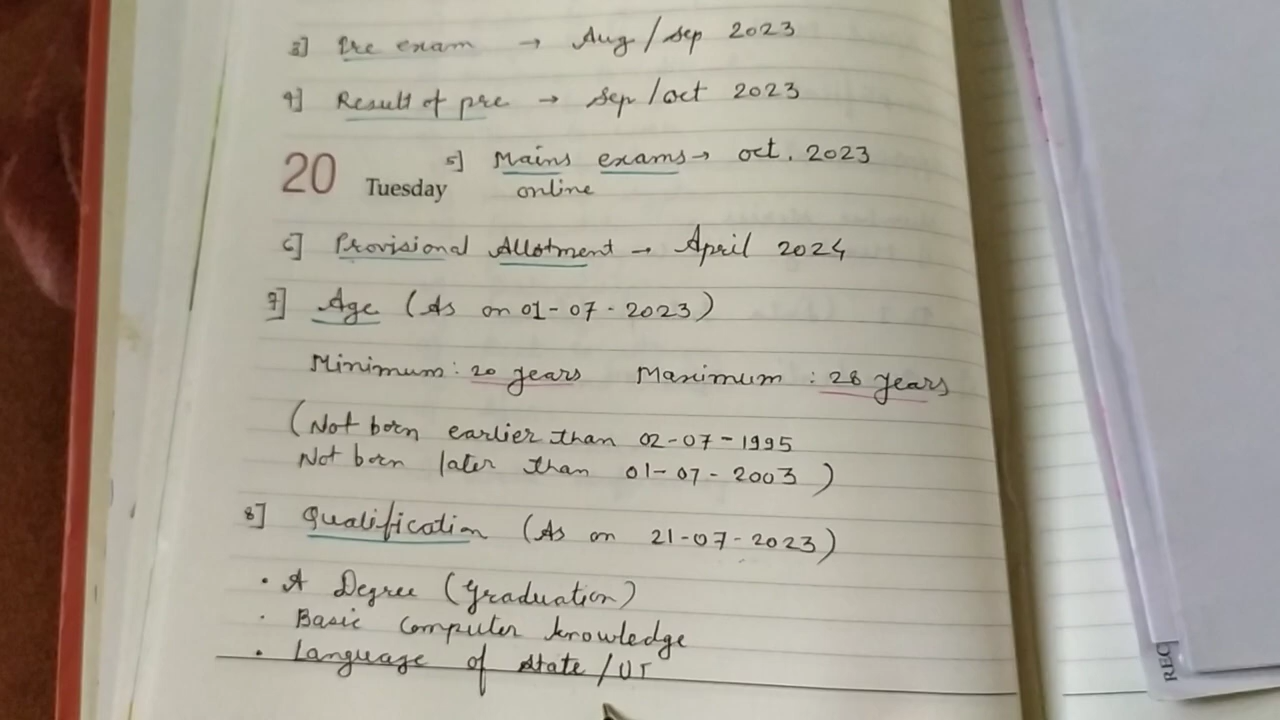 3] Pre exam → Aug/Sep 2023
4] Result of pre → Sep/oct 2023
20 Tuesday 5] Mains exams → oct. 2023
online
6] Provisional Allotment → April 2024
7] Age (As on 01-07-2023)
Minimum : 20 years Maximum : 28 years
(Not born earlier than 02-07-1995
Not born later than 01-07-2003)
8] Qualification (As on 21-07-2023)
• A Degree (Graduation)
• Basic Computer knowledge
• Language of state/UT
REC